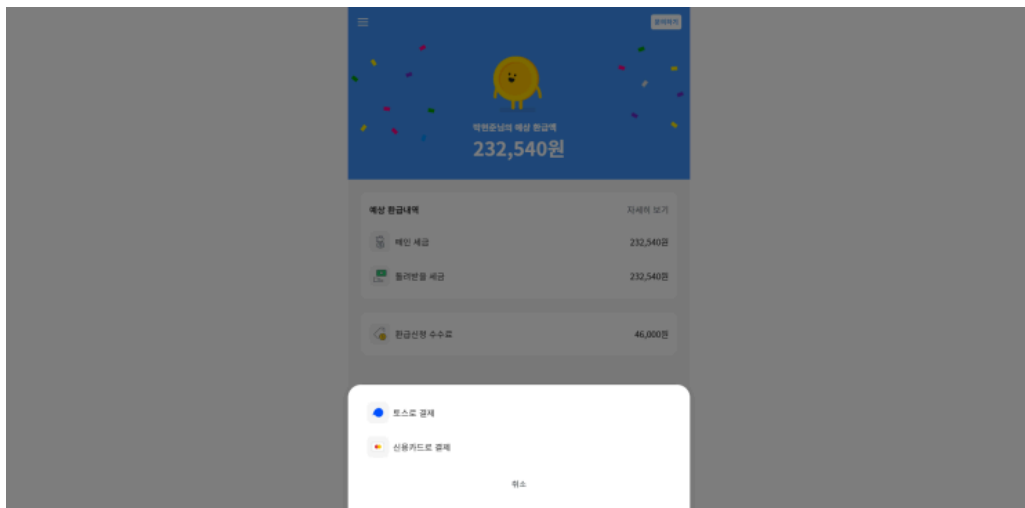 문의하기
박현준님의 예상 환급액
232,540원
예상 환급내역 자세히 보기
떼인 세금 232,540원
돌려받을 세금 232,540원
환급신청 수수료 46,000원
토스로 결제
신용카드로 결제
취소